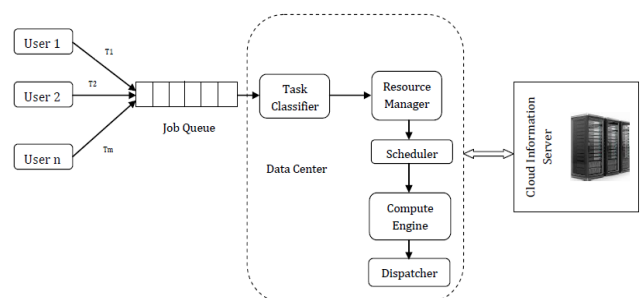 User 1
T1
User 2
T2
User n
Tm
Job Queue
Task
Classifier
Resource
Manager
Scheduler
Data Center
Compute
Engine
Dispatcher
Cloud Information
Server